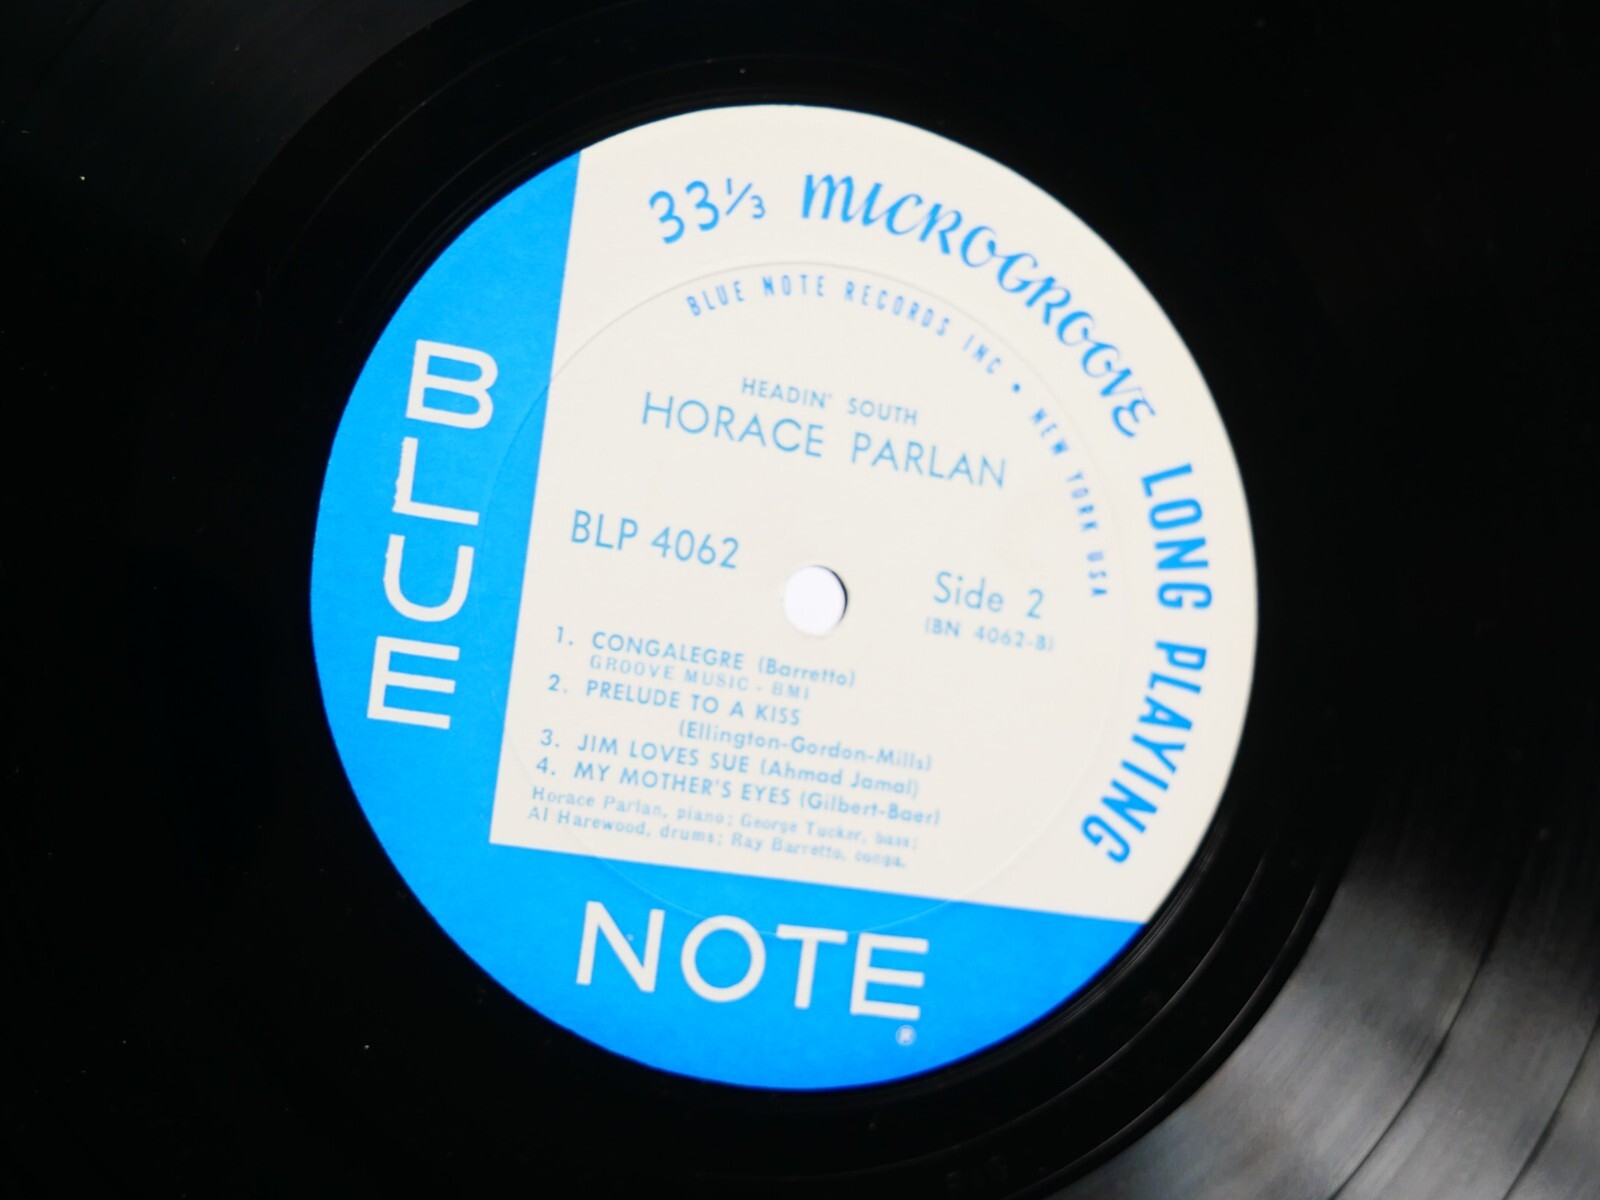 33⅓ MICROGROOVE LONG PLAYING
BLUE NOTE RECORDS INC • NEW YORK USA
HEADIN' SOUTH
HORACE PARLAN
BLP 4062
Side 2
(BN 4062-B)
1. CONGALEGRE (Barretto)
GROOVE MUSIC - BMI
2. PRELUDE TO A KISS
(Ellington-Gordon-Mills)
3. JIM LOVES SUE (Ahmad Jamal)
4. MY MOTHER'S EYES (Gilbert-Baer)
Horace Parlan, piano; George Tucker, bass;
Al Harewood, drums; Ray Barretto, conga.
BLUE
NOTE
®